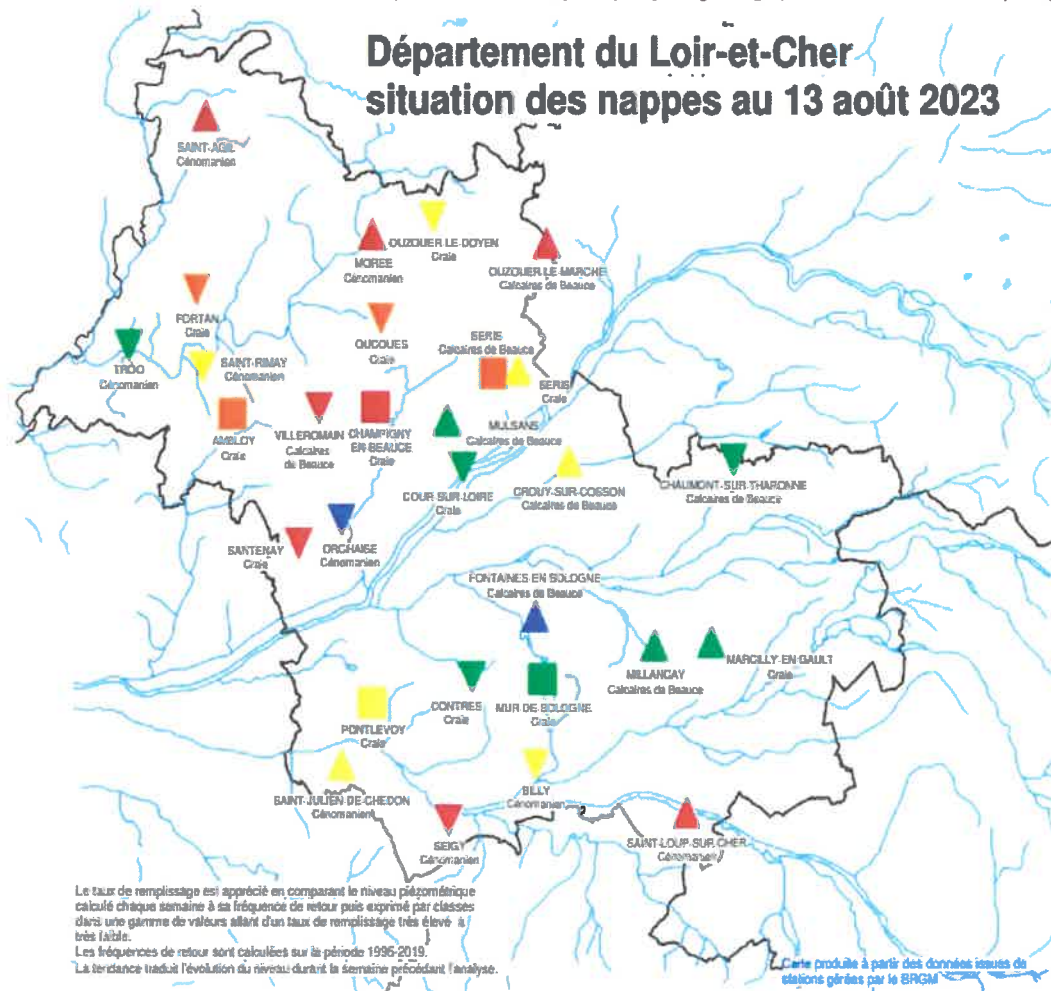 Département du Loir-et-Cher
situation des nappes au 13 août 2023
SAINT-AGIL
Cénomanien
OUZOUER-LE-DOYEN
Craie
MOREE
Cénomanien
OUZOUER-LE-MARCHE
Calcaires de Beauce
FORTAN
Craie
OUCQUES
Craie
SERIS
Calcaires de Beauce
TROO
Cénomanien
SAINT-RIMAY
Cénomanien
SERIS
Craie
AMBLOY
Craie
VILLEROMAIN
Calcaires
de Beauce
CHAMPIGNY
EN-BEAUCE
Craie
MULSANS
Calcaires de Beauce
COUR-SUR-LOIRE
Craie
CROUY-SUR-COSSON
Calcaires de Beauce
CHAUMONT-SUR-THARONNE
Calcaires de Beauce
SANTENAY
Craie
ORCHAISE
Cénomanien
FONTAINES-EN-SOLOGNE
Calcaires de Beauce
MILLANCAY
Calcaires de Beauce
MARCILLY-EN-GAULT
Craie
CONTRES
Craie
MUR-DE-SOLOGNE
Craie
PONTLEVOY
Craie
SAINT-JULIEN-DE-CHEDON
Cénomanien
BILLY
Cénomanien
SEIGY
Cénomanien
SAINT-LOUP-SUR-CHER
Cénomanien
Le taux de remplissage est apprécié en comparant le niveau piézométrique
calculé chaque semaine à sa fréquence de retour puis exprimé par classes
dans une gamme de valeurs allant d'un taux de remplissage très élevé à
très faible.
Les fréquences de retour sont calculées sur la période 1995-2019.
La tendance traduit l'évolution du niveau durant la semaine précédant l'analyse.
Carte produite à partir des données issues de
stations gérées par le BRGM